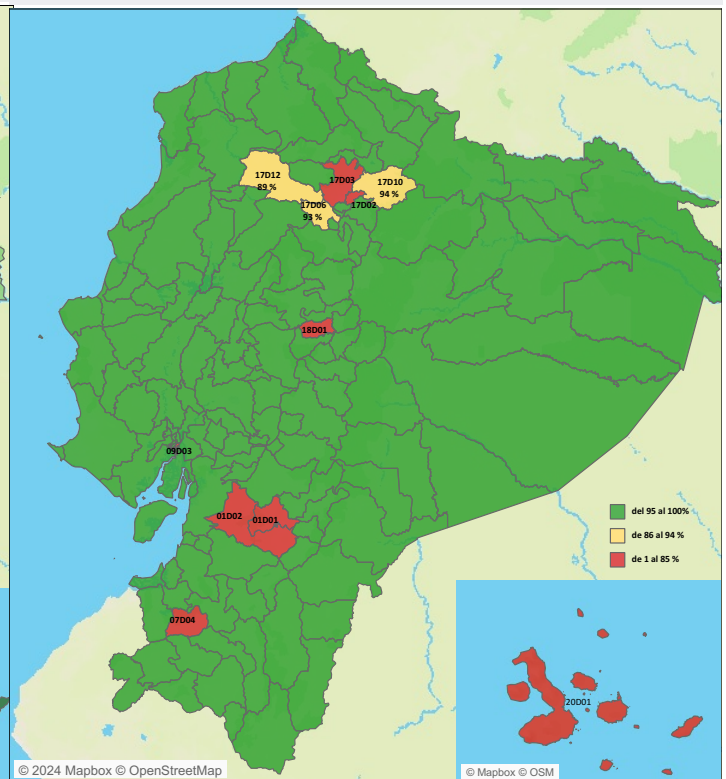 17D12
89 %
17D03
17D10
94 %
17D06
93 %
17D02
18D01
09D03
01D02
01D01
07D04
del 95 al 100%
de 86 al 94 %
de 1 al 85 %
20D01
© 2024 Mapbox © OpenStreetMap
© Mapbox © OSM